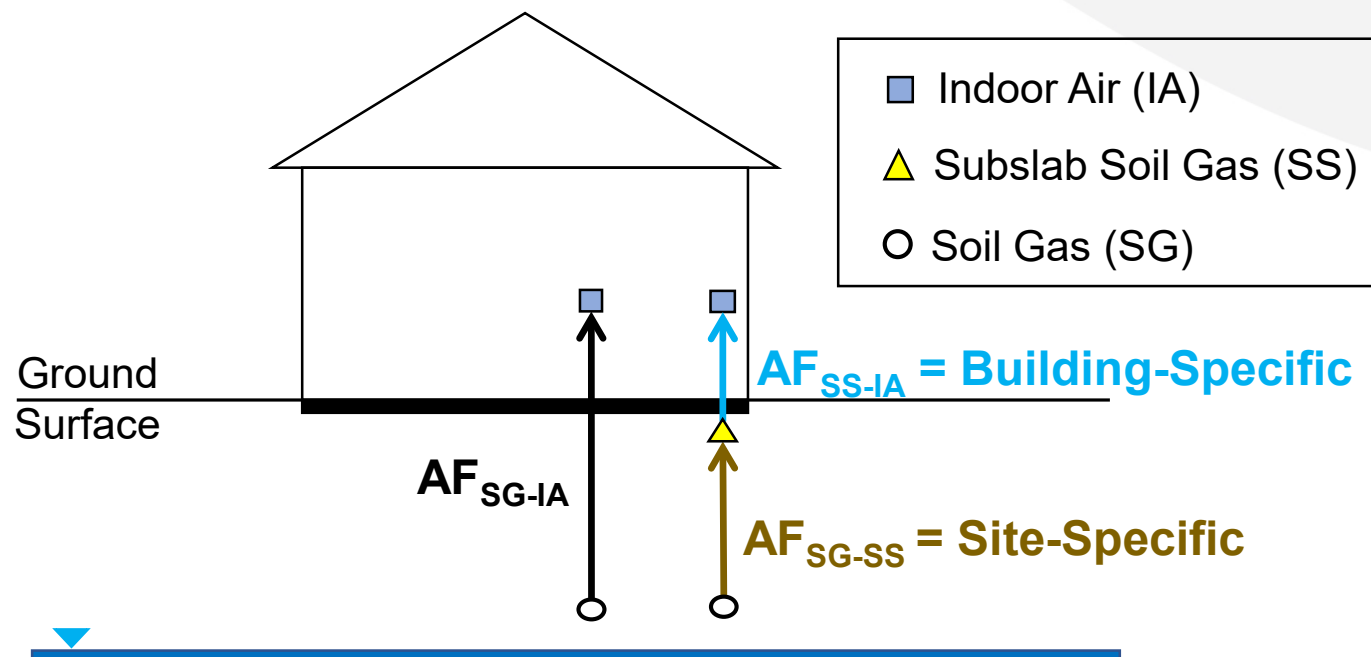 Indoor Air (IA)
Subslab Soil Gas (SS)
Soil Gas (SG)
Ground
Surface
AFSS-IA = Building-Specific
AFSG-IA
AFSG-SS = Site-Specific